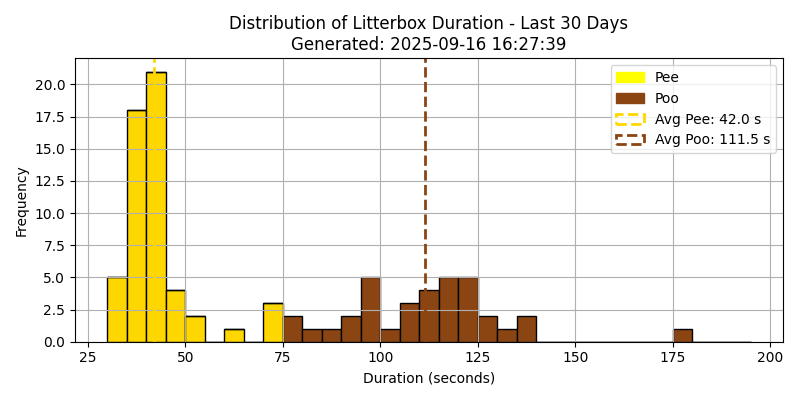 Distribution of Litterbox Duration - Last 30 Days
Generated: 2025-09-16 16:27:39
Pee
Poo
Avg Pee: 42.0 s
Avg Poo: 111.5 s
Frequency
20.0
17.5
15.0
12.5
10.0
7.5
5.0
2.5
0.0
25 50 75 100 125 150 175 200
Duration (seconds)